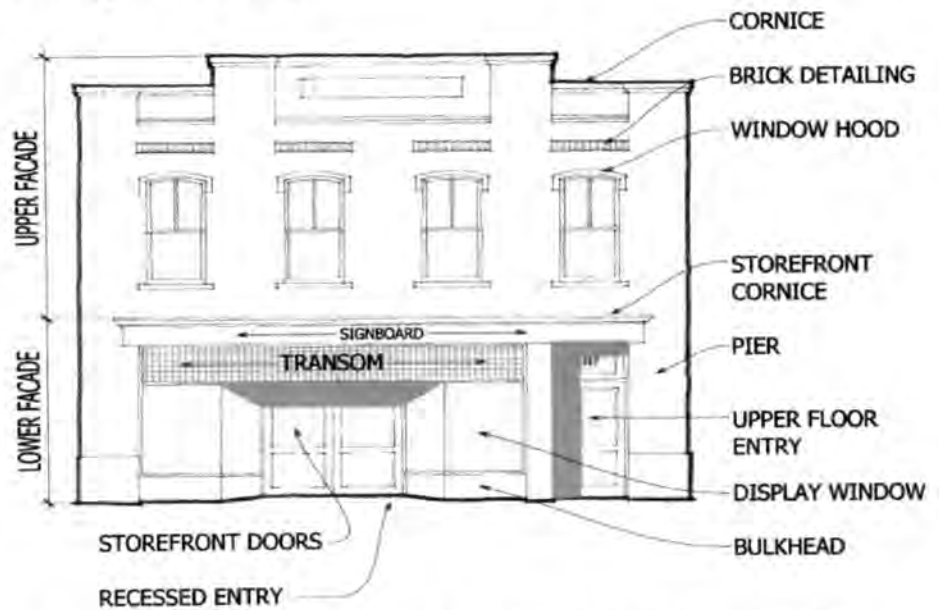 CORNICE
BRICK DETAILING
WINDOW HOOD
UPPER FACADE
STOREFRONT
CORNICE
SIGNBOARD
PIER
TRANSOM
LOWER FACADE
UPPER FLOOR
ENTRY
DISPLAY WINDOW
STOREFRONT DOORS
BULKHEAD
RECESSED ENTRY